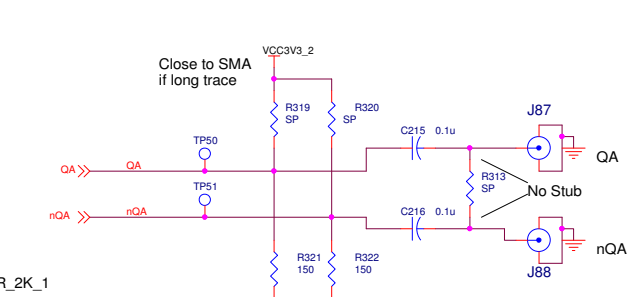 VCC3V3_2
Close to SMA
if long trace
R319
SP
R320
SP
J87
C215 0.1u
TP50
QA
QA
QA
R313
SP
TP51
No Stub
nQA
nQA
C216 0.1u
nQA
R321
150
R322
150
J88
R_2K_1